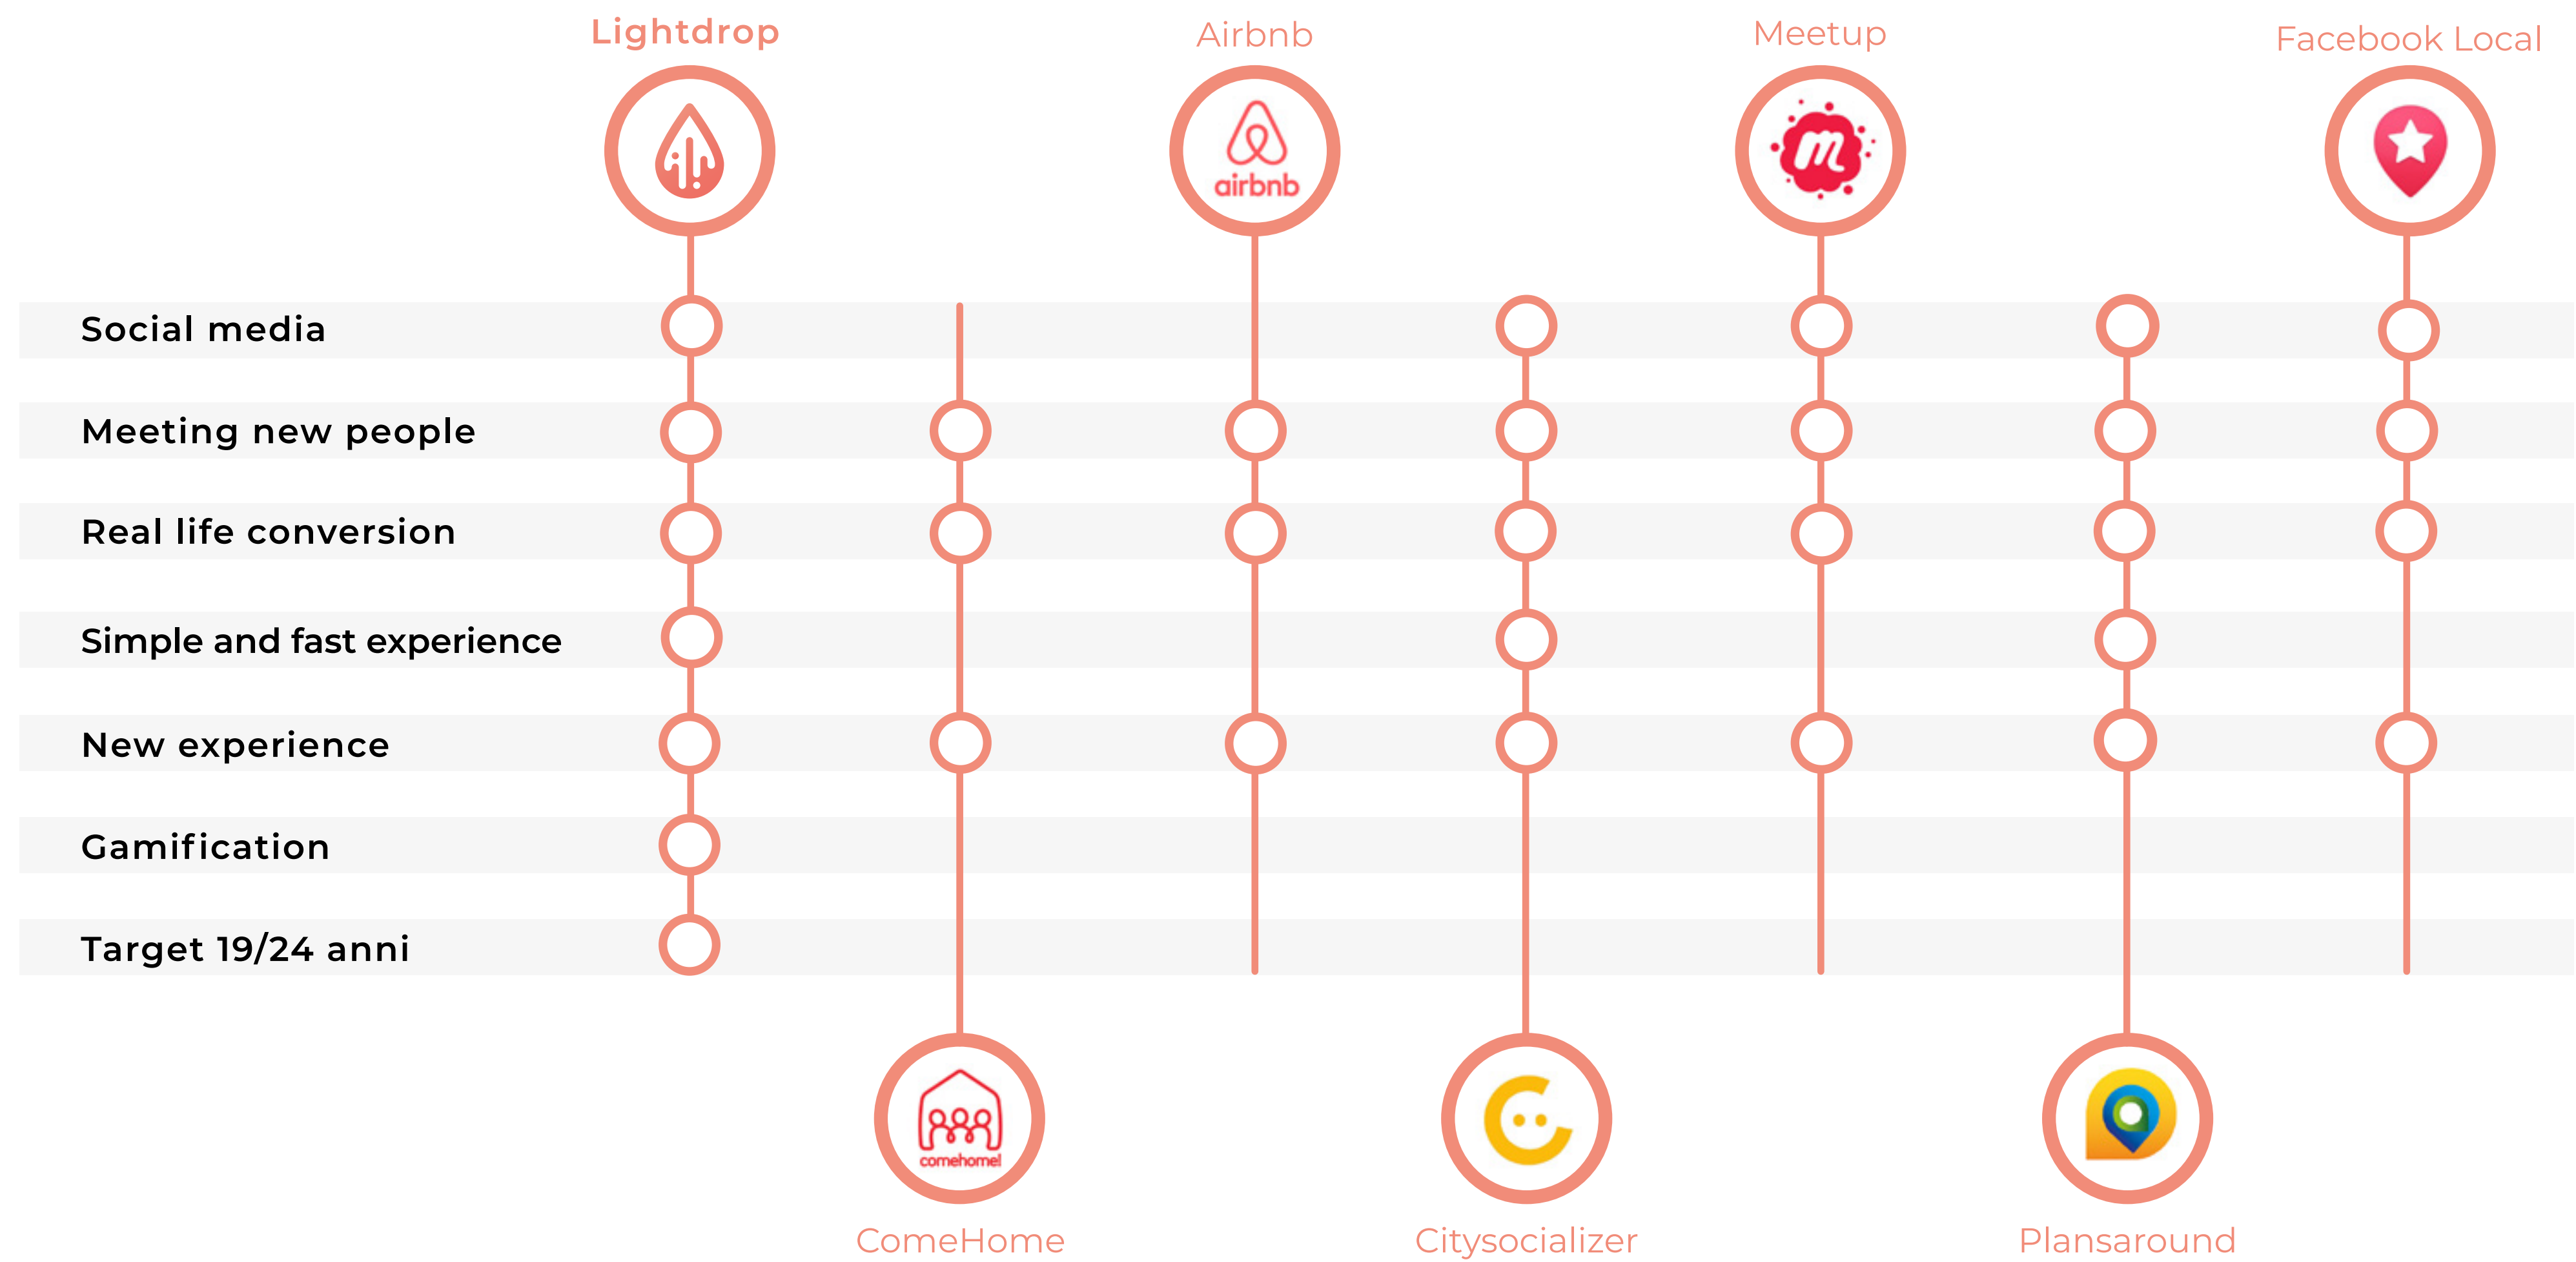 Lightdrop
Airbnb
Meetup
Facebook Local
airbnb
m
Social media
Meeting new people
Real life conversion
Simple and fast experience
New experience
Gamification
Target 19/24 anni
comehome!
ComeHome
Citysocializer
Plansaround